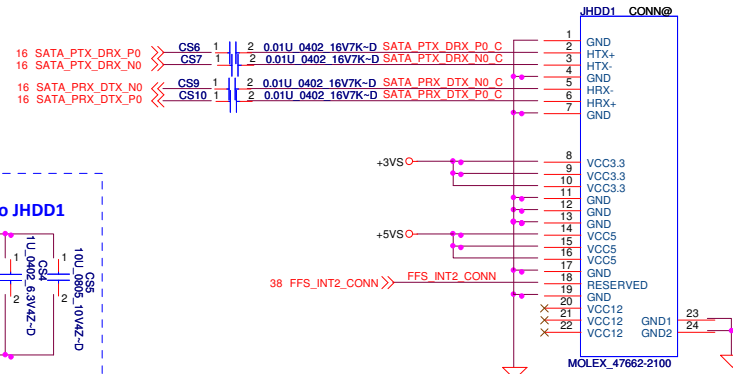 JHDD1 CONN@
16 SATA_PTX_DRX_P0 CS6 1 2 0.01U_0402_16V7K~D SATA_PTX_DRX_P0_C
16 SATA_PTX_DRX_N0 CS7 1 2 0.01U_0402_16V7K~D SATA_PTX_DRX_N0_C
16 SATA_PRX_DTX_N0 CS9 1 2 0.01U_0402_16V7K~D SATA_PRX_DTX_N0_C
16 SATA_PRX_DTX_P0 CS10 1 2 0.01U_0402_16V7K~D SATA_PRX_DTX_P0_C
1 GND
2 HTX+
3 HTX-
4 GND
5 HRX-
6 HRX+
7 GND
+3VS
8 VCC3.3
9 VCC3.3
10 VCC3.3
11 GND
12 GND
13 GND
+5VS
14 VCC5
15 VCC5
16 VCC5
17 GND
38 FFS_INT2_CONN FFS_INT2_CONN
18 RESERVED
19 GND
20 VCC12
21 VCC12 GND1 23
22 VCC12 GND2 24
MOLEX_47662-2100
o JHDD1
1 2
CS4
1U_0402_6.3V4Z~D
1 2
CS5
10U_0805_10V4Z~D